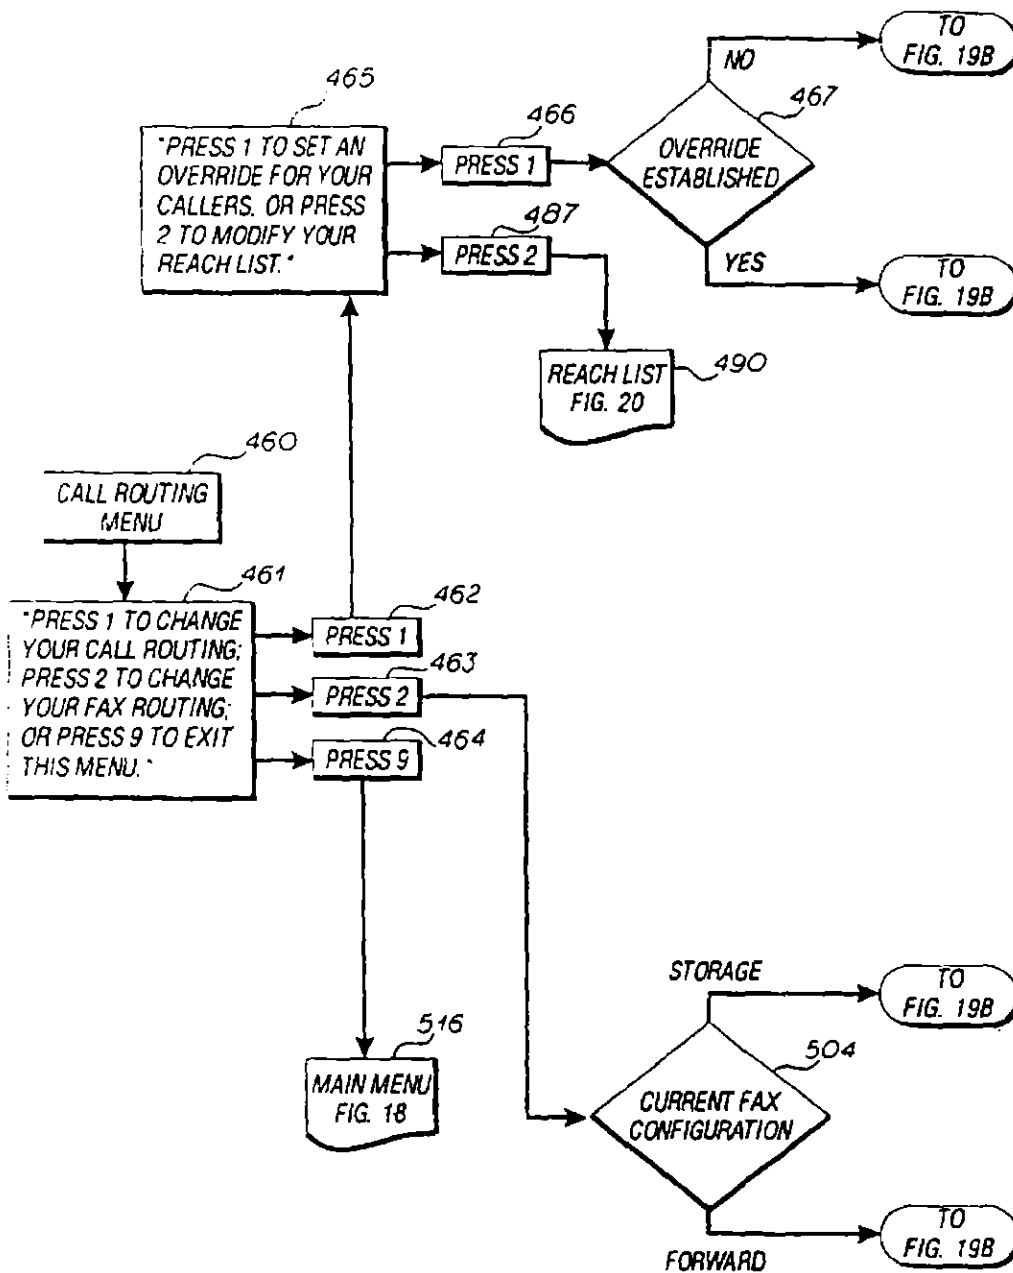 TO
FIG. 19B
NO
465
467
466
"PRESS 1 TO SET AN
OVERRIDE FOR YOUR
CALLERS, OR PRESS
2 TO MODIFY YOUR
REACH LIST."
PRESS 1
OVERRIDE
ESTABLISHED
487
PRESS 2
YES
TO
FIG. 19B
REACH LIST
FIG. 20
490
460
CALL ROUTING
MENU
461
"PRESS 1 TO CHANGE
YOUR CALL ROUTING;
PRESS 2 TO CHANGE
YOUR FAX ROUTING;
OR PRESS 9 TO EXIT
THIS MENU."
462
PRESS 1
463
PRESS 2
464
PRESS 9
STORAGE
TO
FIG. 19B
516
MAIN MENU
FIG. 18
504
CURRENT FAX
CONFIGURATION
FORWARD
TO
FIG. 19B